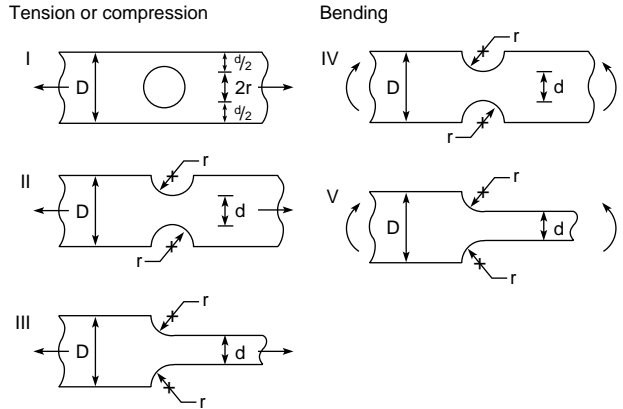 Tension or compression
I
D
d/2
2r
d/2
II
D
r
d
r
III
D
r
d
r
Bending
IV
D
r
d
r
V
D
r
d
r